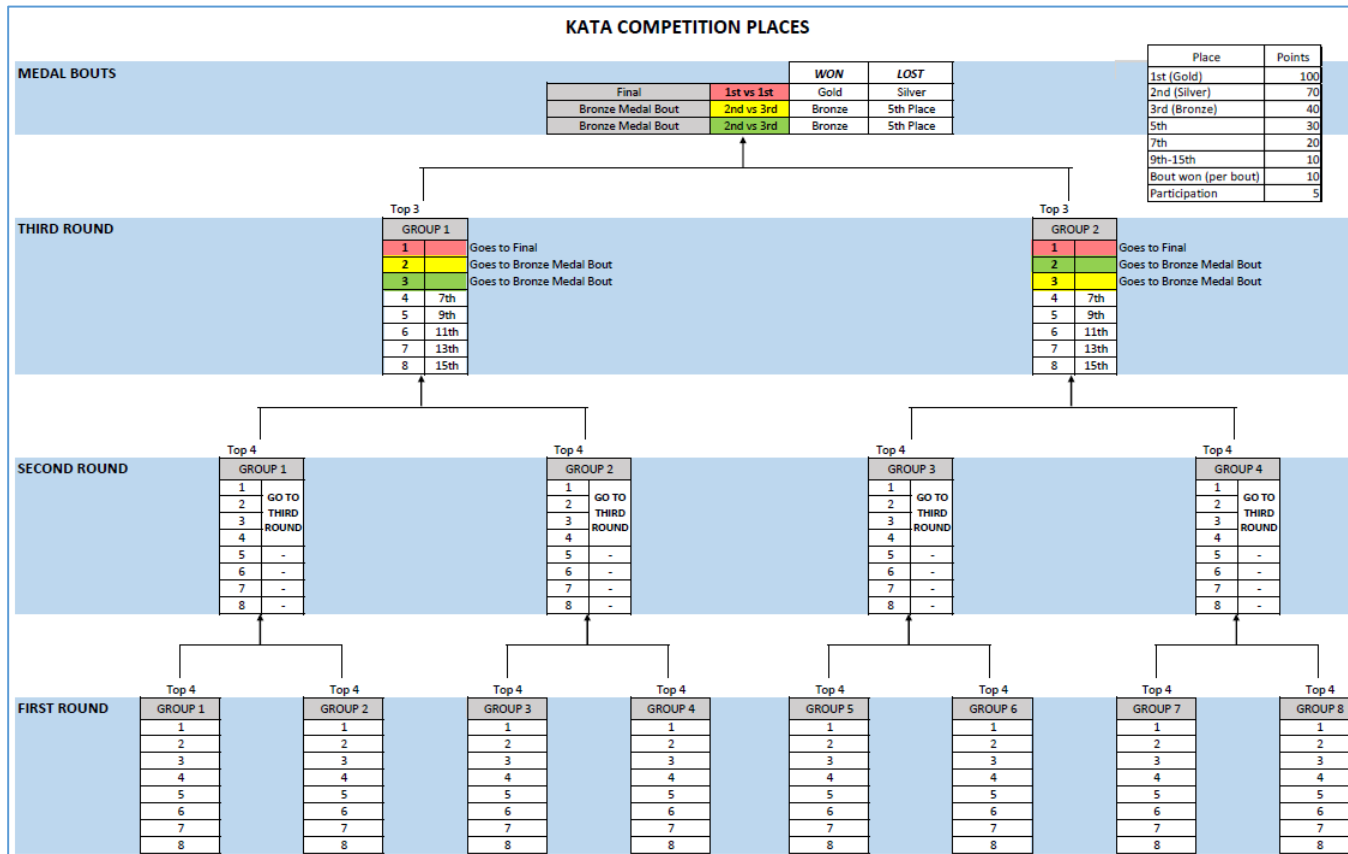 KATA COMPETITION PLACES
Place Points
MEDAL BOUTS WON LOST 1st (Gold) 100
Final 1st vs 1st Gold Silver 2nd (Silver) 70
Bronze Medal Bout 2nd vs 3rd Bronze 5th Place 3rd (Bronze) 40
Bronze Medal Bout 2nd vs 3rd Bronze 5th Place 5th 30
7th 20
9th-15th 10
Bout won (per bout) 10
Participation 5
Top 3 Top 3
THIRD ROUND GROUP 1 GROUP 2
1 Goes to Final 1 Goes to Final
2 Goes to Bronze Medal Bout 2 Goes to Bronze Medal Bout
3 Goes to Bronze Medal Bout 3 Goes to Bronze Medal Bout
4 7th 4 7th
5 9th 5 9th
6 11th 6 11th
7 13th 7 13th
8 15th 8 15th
Top 4 Top 4 Top 4 Top 4
SECOND ROUND GROUP 1 GROUP 2 GROUP 3 GROUP 4
1 GO TO 1 GO TO 1 GO TO 1 GO TO
2 THIRD 2 THIRD 2 THIRD 2 THIRD
3 ROUND 3 ROUND 3 ROUND 3 ROUND
4 4 4 4
5 - 5 - 5 - 5 -
6 - 6 - 6 - 6 -
7 - 7 - 7 - 7 -
8 - 8 - 8 - 8 -
Top 4 Top 4 Top 4 Top 4 Top 4 Top 4 Top 4 Top 4
FIRST ROUND GROUP 1 GROUP 2 GROUP 3 GROUP 4 GROUP 5 GROUP 6 GROUP 7 GROUP 8
1 1 1 1 1 1 1 1
2 2 2 2 2 2 2 2
3 3 3 3 3 3 3 3
4 4 4 4 4 4 4 4
5 5 5 5 5 5 5 5
6 6 6 6 6 6 6 6
7 7 7 7 7 7 7 7
8 8 8 8 8 8 8 8